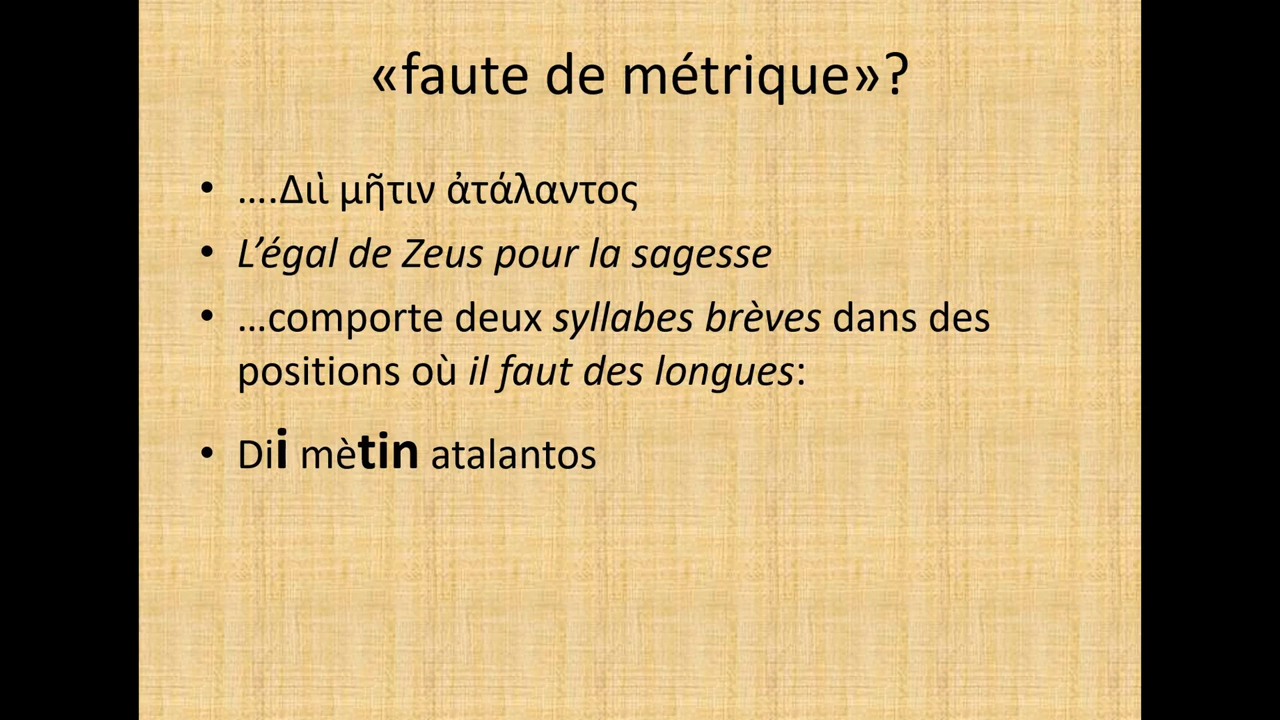 «faute de métrique»?
• ….Διὶ μῆτιν ἀτάλαντος
• L’égal de Zeus pour la sagesse
• …comporte deux syllabes brèves dans des
positions où il faut des longues:
• Dii mètin atalantos